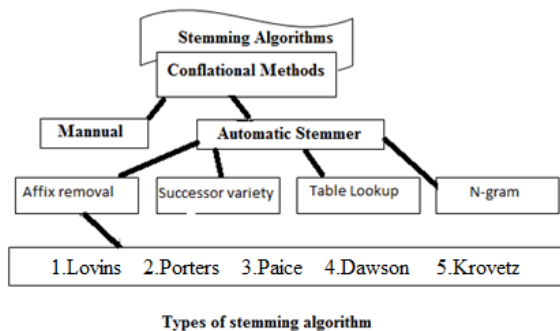 Stemming Algorithms
Conflational Methods
Mannual
Automatic Stemmer
Affix removal
Successor variety
Table Lookup
N-gram
1.Lovins 2.Porters 3.Paice 4.Dawson 5.Krovetz
Types of stemming algorithm